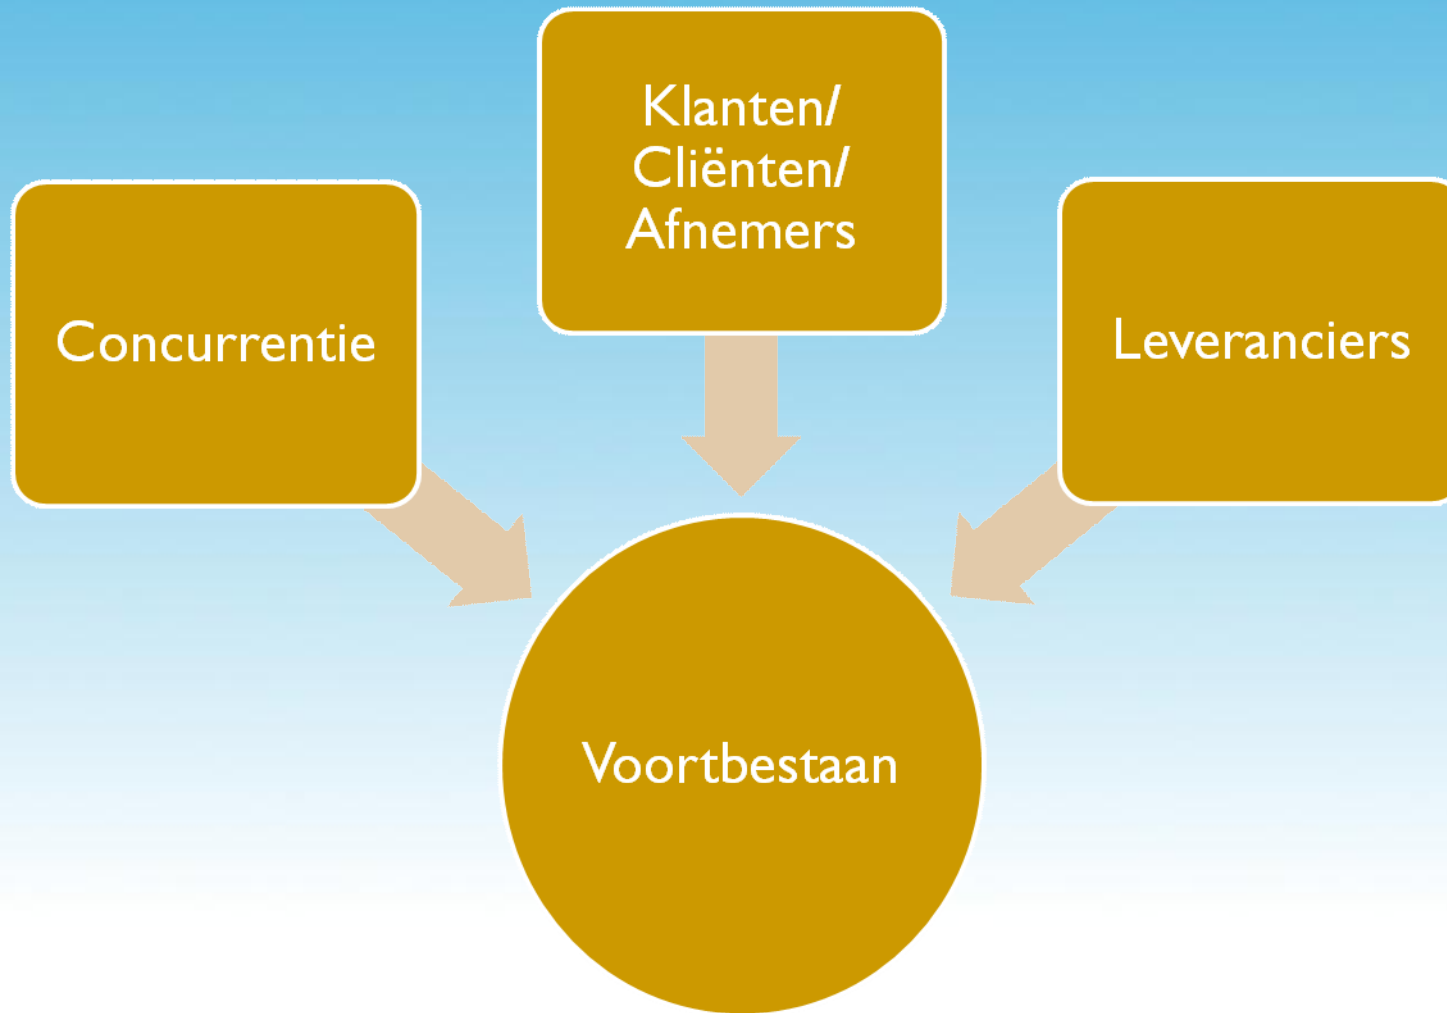 Klanten/
Cliënten/
Afnemers
Concurrentie
Leveranciers
Voortbestaan